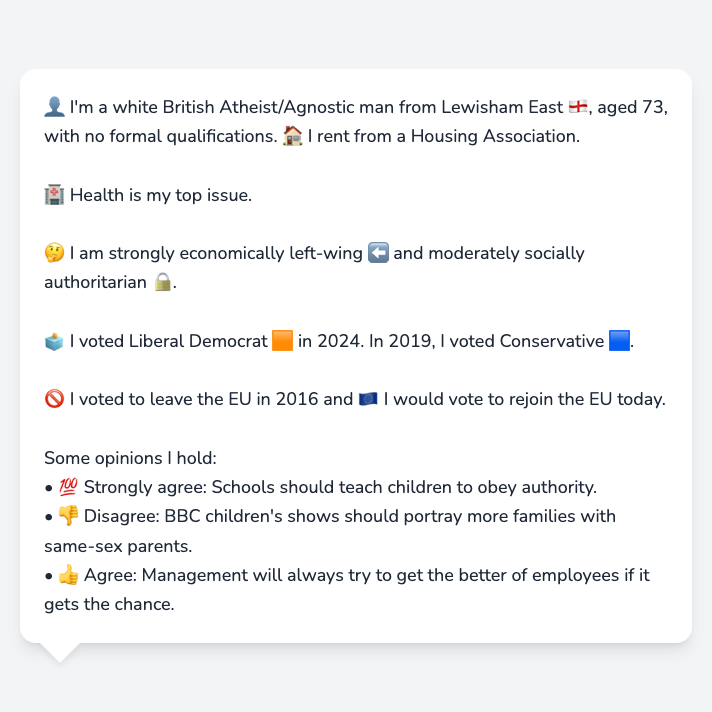 👤 I'm a white British Atheist/Agnostic man from Lewisham East 🏴󠁧󠁢󠁥󠁮󠁧󠁿, aged 73,
with no formal qualifications. 🏠 I rent from a Housing Association.
🏥 Health is my top issue.
🤔 I am strongly economically left-wing ⬅️ and moderately socially
authoritarian 🔒.
🗳️ I voted Liberal Democrat 🟧 in 2024. In 2019, I voted Conservative 🟦.
🚫 I voted to leave the EU in 2016 and 🇪🇺 I would vote to rejoin the EU today.
Some opinions I hold:
• 💯 Strongly agree: Schools should teach children to obey authority.
• 👎 Disagree: BBC children's shows should portray more families with
same-sex parents.
• 👍 Agree: Management will always try to get the better of employees if it
gets the chance.